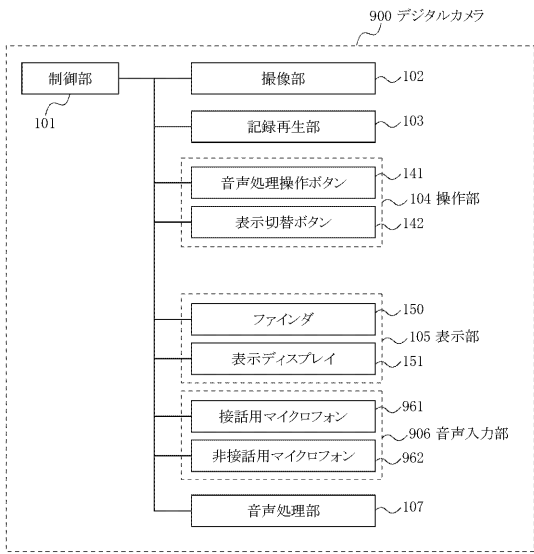 900 デジタルカメラ
制御部
101
撮像部
102
記録再生部
103
音声処理操作ボタン
141
104 操作部
表示切替ボタン
142
ファインダ
150
105 表示部
表示ディスプレイ
151
接話用マイクロフォン
961
906 音声入力部
非接話用マイクロフォン
962
音声処理部
107